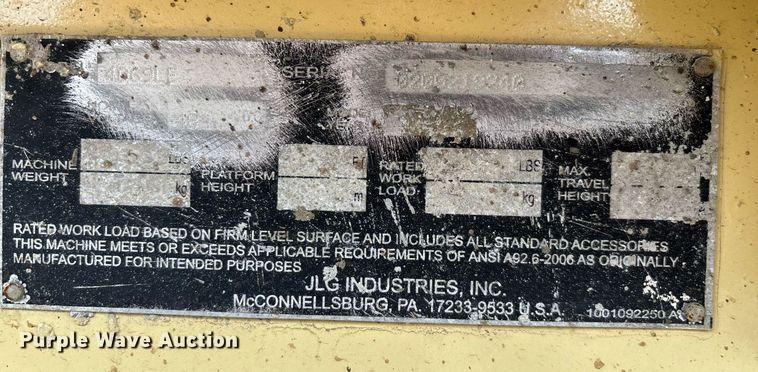 SERIAL
LBS
MACHINE WEIGHT
kg
PLATFORM HEIGHT
m
RATED WORK LOAD
LBS
kg
MAX. TRAVEL HEIGHT
RATED WORK LOAD BASED ON FIRM LEVEL SURFACE AND INCLUDES ALL STANDARD ACCESSORIES
THIS MACHINE MEETS OR EXCEEDS APPLICABLE REQUIREMENTS OF ANSI A92.6-2006 AS ORIGINALLY
MANUFACTURED FOR INTENDED PURPOSES
JLG INDUSTRIES, INC.
McCONNELLSBURG, PA. 17233-9533 U.S.A.
1001092250 A
Purple Wave Auction